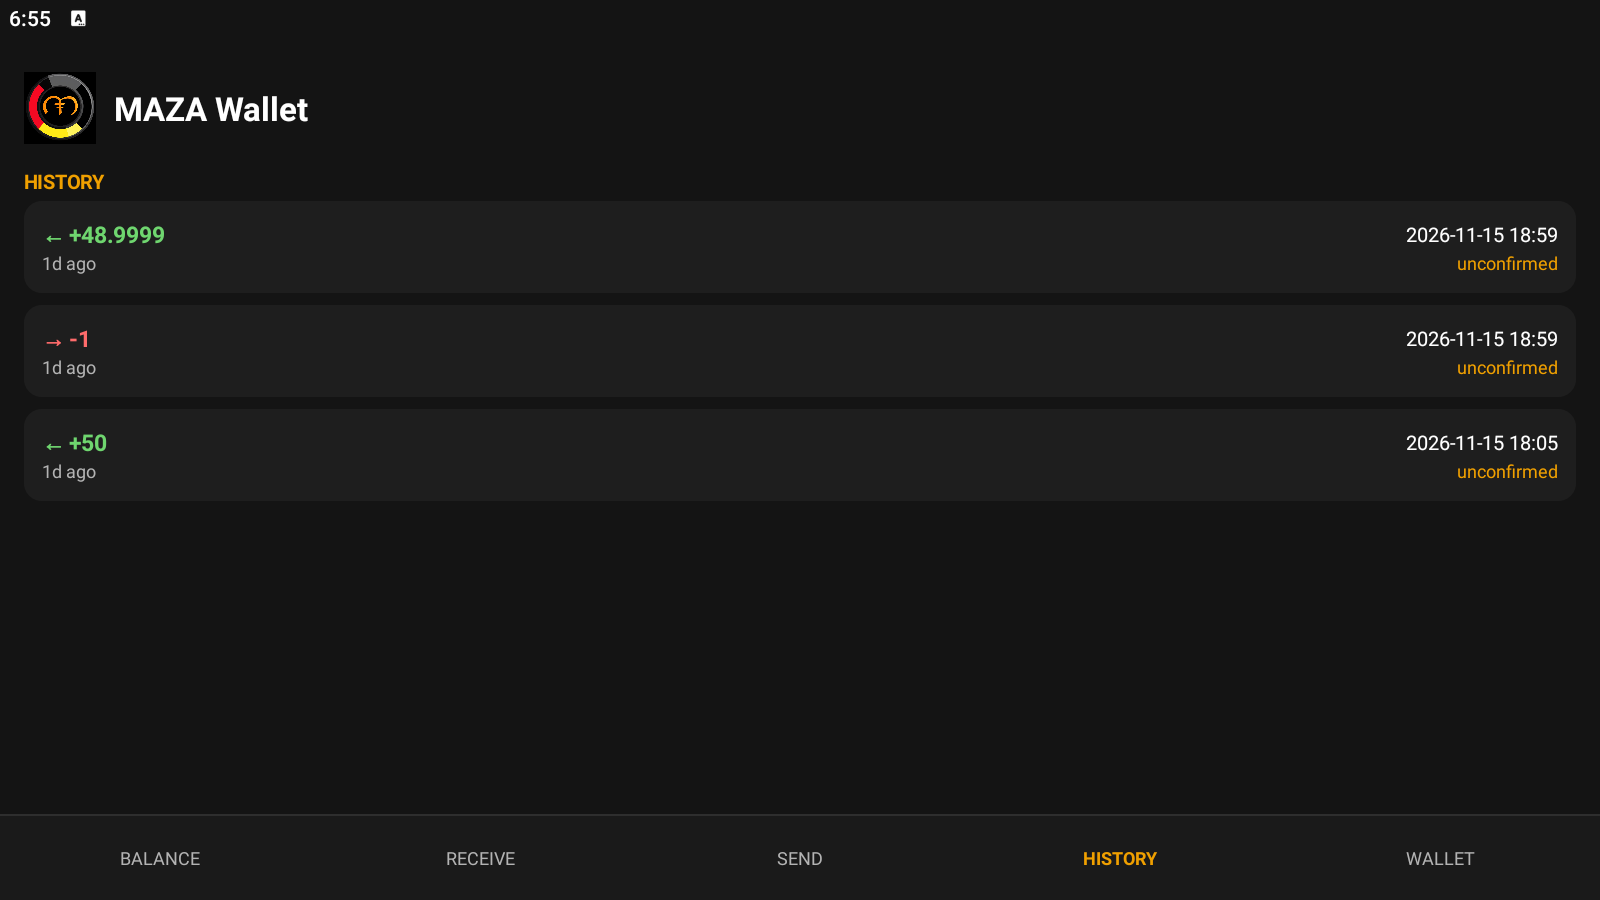 6:55
MAZA Wallet
HISTORY
← +48.9999
2026-11-15 18:59
1d ago
unconfirmed
→ -1
2026-11-15 18:59
1d ago
unconfirmed
← +50
2026-11-15 18:05
1d ago
unconfirmed
BALANCE
RECEIVE
SEND
HISTORY
WALLET